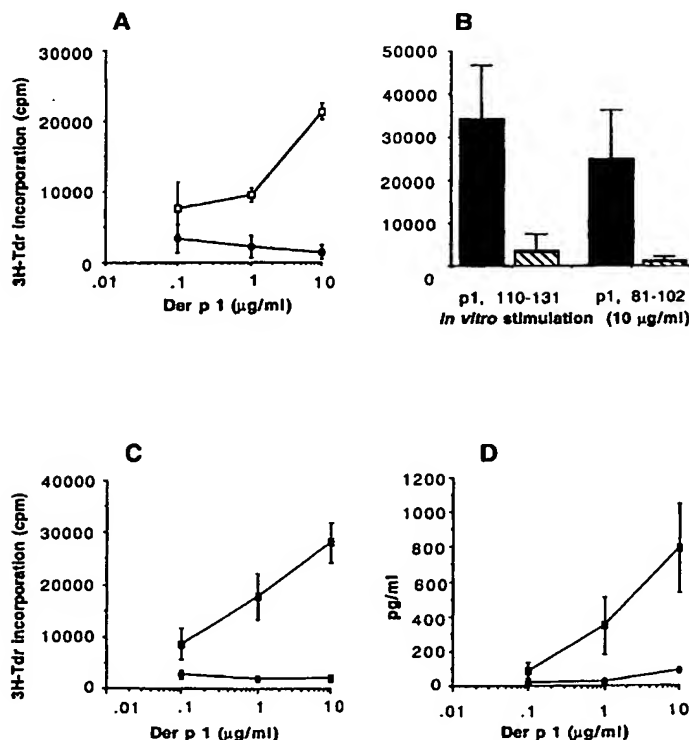 A
30000
20000
10000
0
3H-Tdr incorporation (cpm)
.01 .1 1 10
Der p 1 (μg/ml)
B
50000
40000
30000
20000
10000
0
p1, 110-131 p1, 81-102
in vitro stimulation (10 μg/ml)
C
40000
30000
20000
10000
0
3H-Tdr incorporation (cpm)
.01 .1 1 10
Der p 1 (μg/ml)
D
1200
1000
800
600
400
200
0
pg/ml
.01 .1 1 10
Der p 1 (μg/ml)